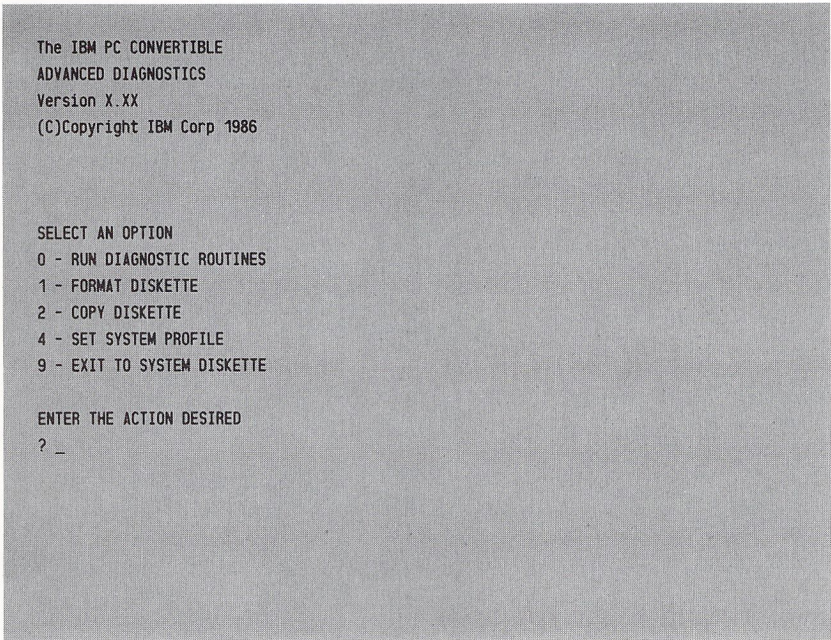 The IBM PC CONVERTIBLE
ADVANCED DIAGNOSTICS
Version X.XX
(C)Copyright IBM Corp 1986
SELECT AN OPTION
0 - RUN DIAGNOSTIC ROUTINES
1 - FORMAT DISKETTE
2 - COPY DISKETTE
4 - SET SYSTEM PROFILE
9 - EXIT TO SYSTEM DISKETTE
ENTER THE ACTION DESIRED
? _